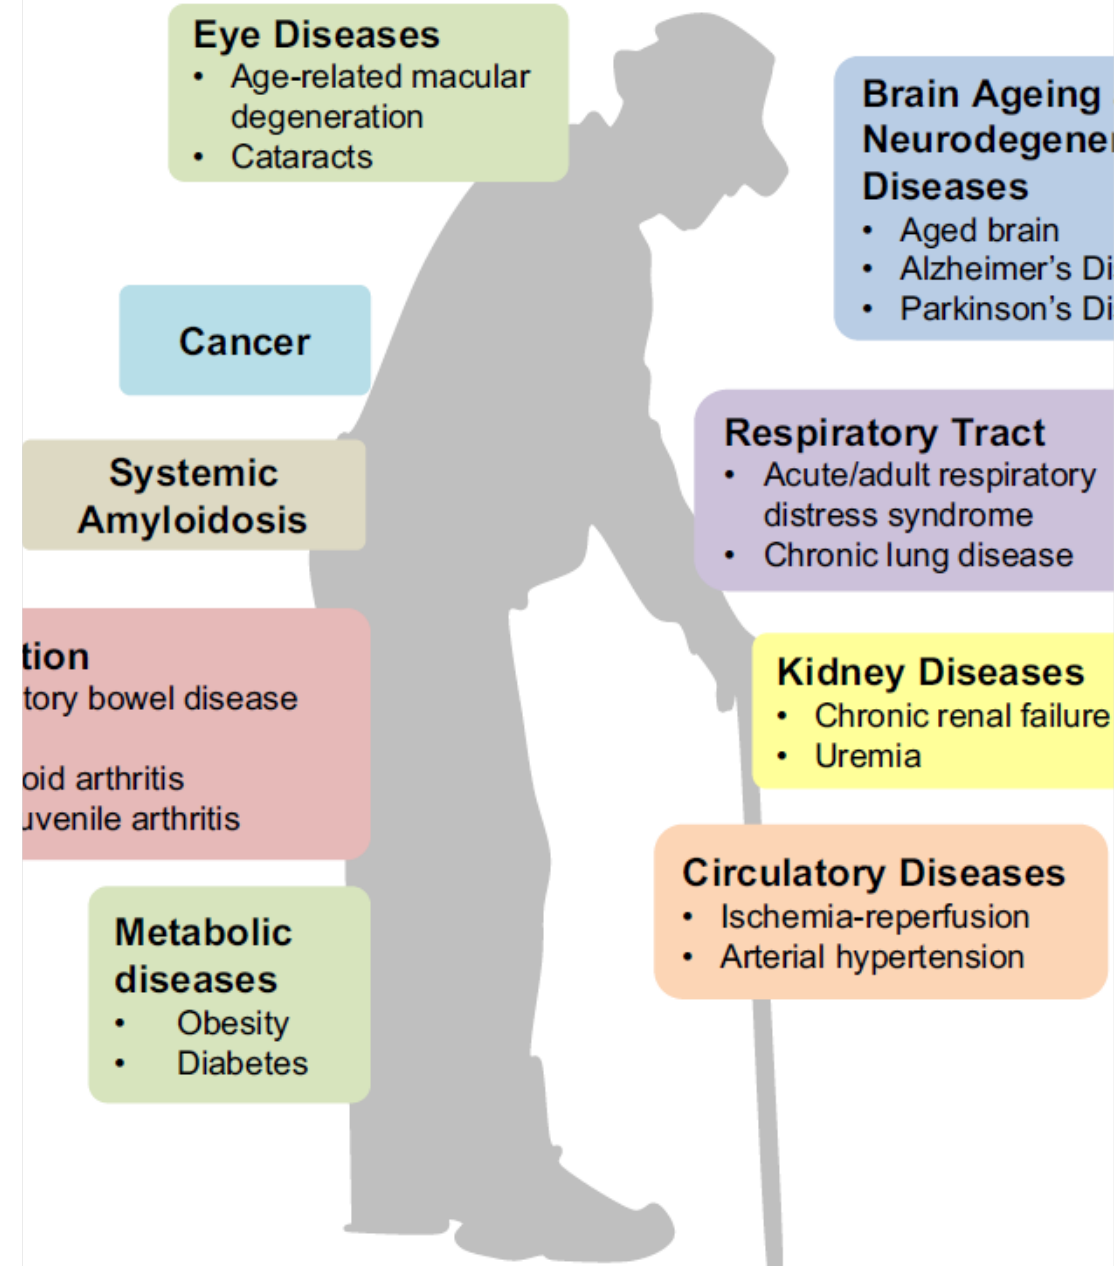 Eye Diseases
• Age-related macular
degeneration
• Cataracts
Brain Ageing
Neurodegener
Diseases
• Aged brain
• Alzheimer’s Di
• Parkinson’s Di
Cancer
Respiratory Tract
• Acute/adult respiratory
distress syndrome
• Chronic lung disease
Systemic
Amyloidosis
tion
tory bowel disease
oid arthritis
uvenile arthritis
Kidney Diseases
• Chronic renal failure
• Uremia
Circulatory Diseases
• Ischemia-reperfusion
• Arterial hypertension
Metabolic
diseases
• Obesity
• Diabetes